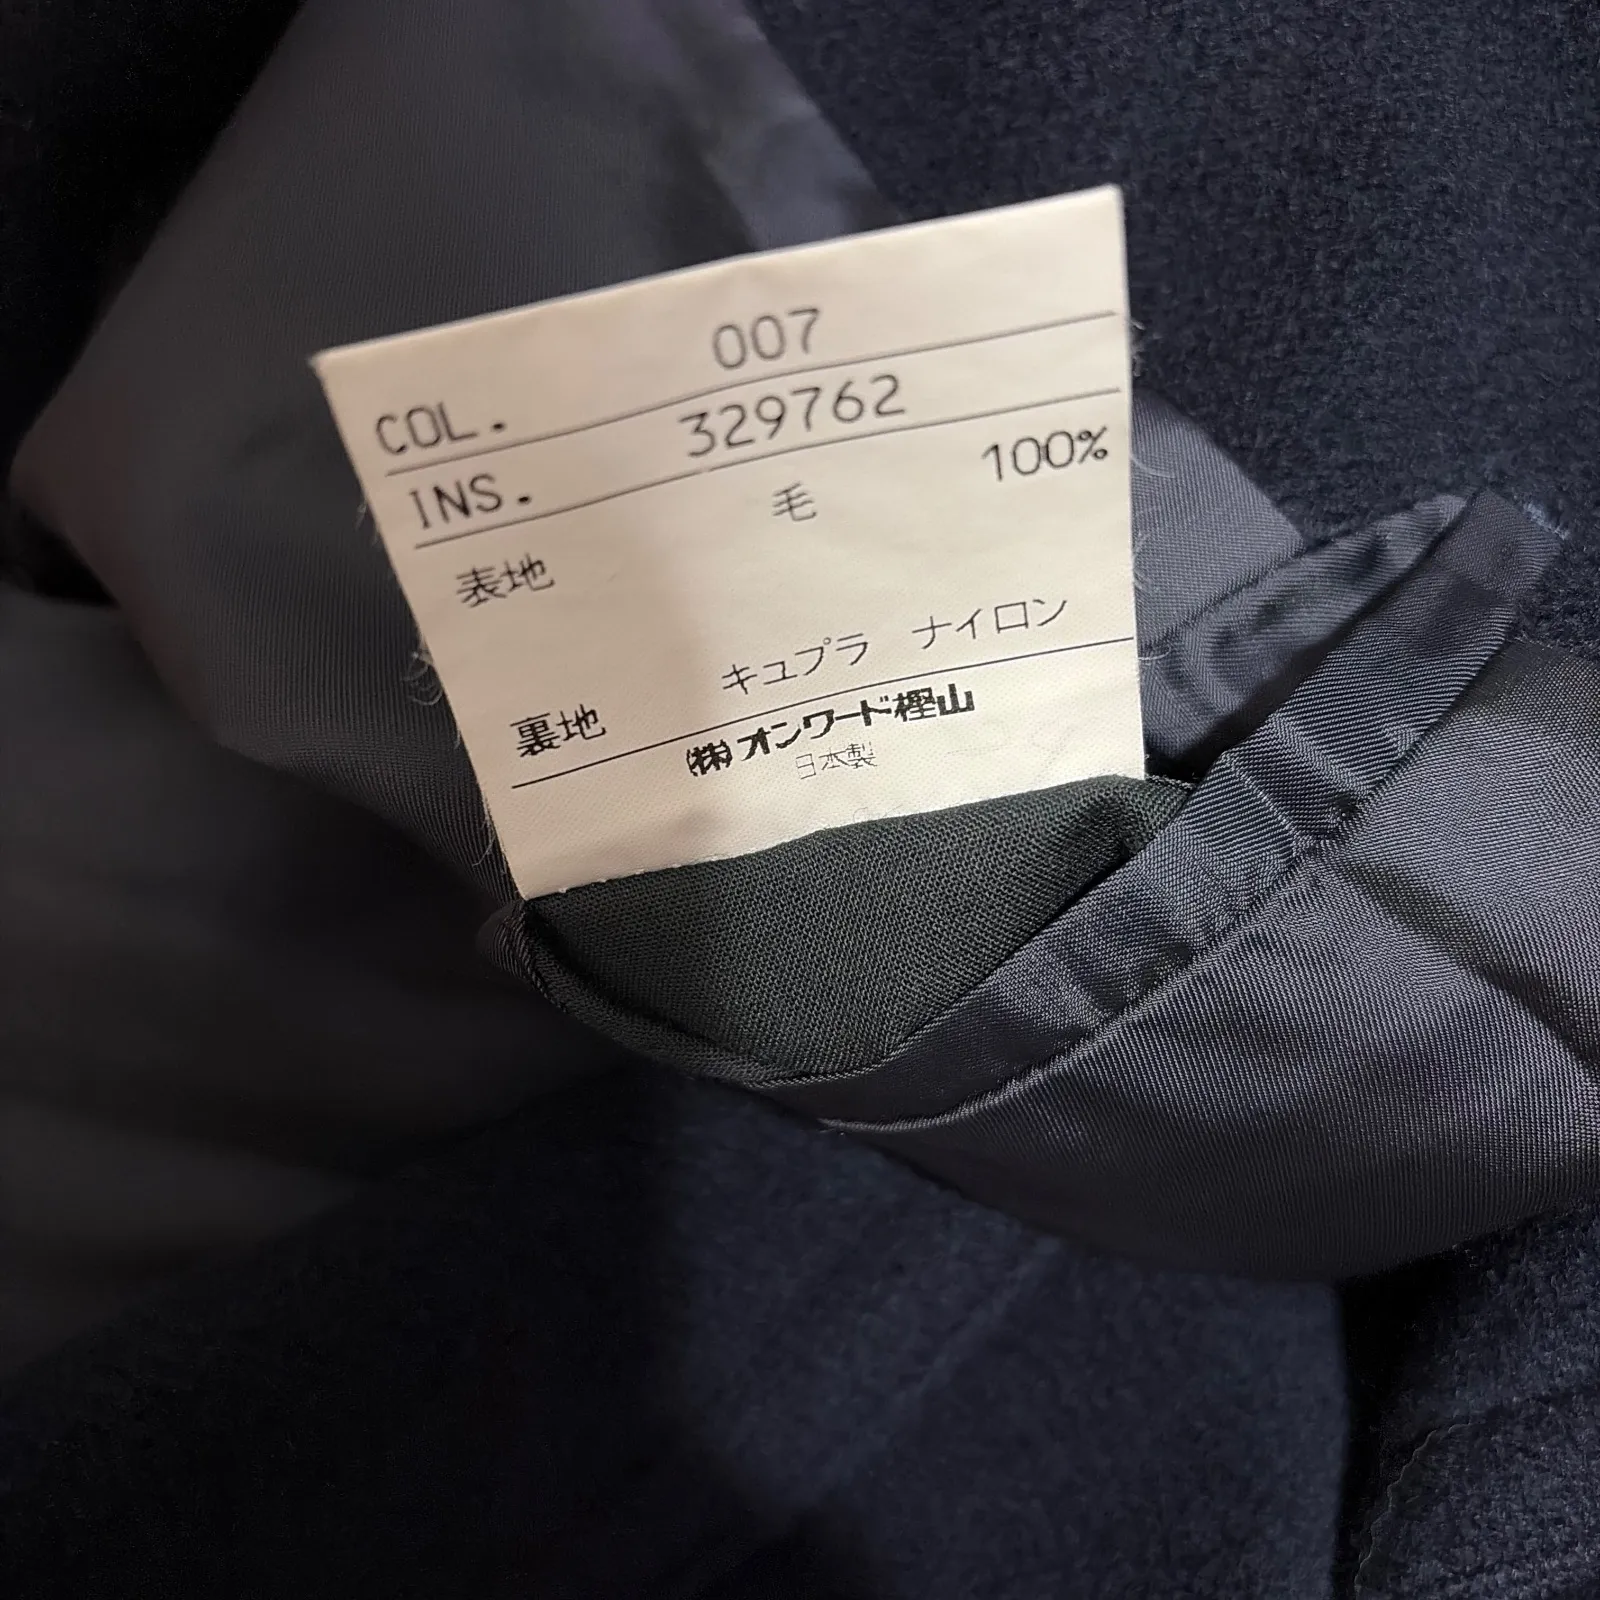 COL. 007
INS. 329762
表地 毛 100%
裏地 キュプラ ナイロン
(株)オンワード樫山
日本製